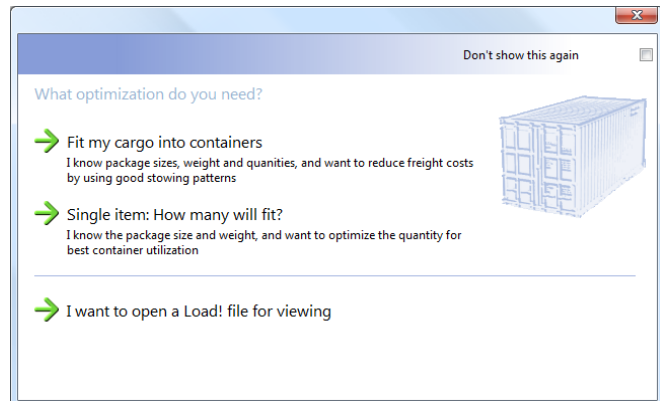 Don't show this again
What optimization do you need?
Fit my cargo into containers
I know package sizes, weight and quanities, and want to reduce freight costs
by using good stowing patterns
Single item: How many will fit?
I know the package size and weight, and want to optimize the quantity for
best container utilization
I want to open a Load! file for viewing